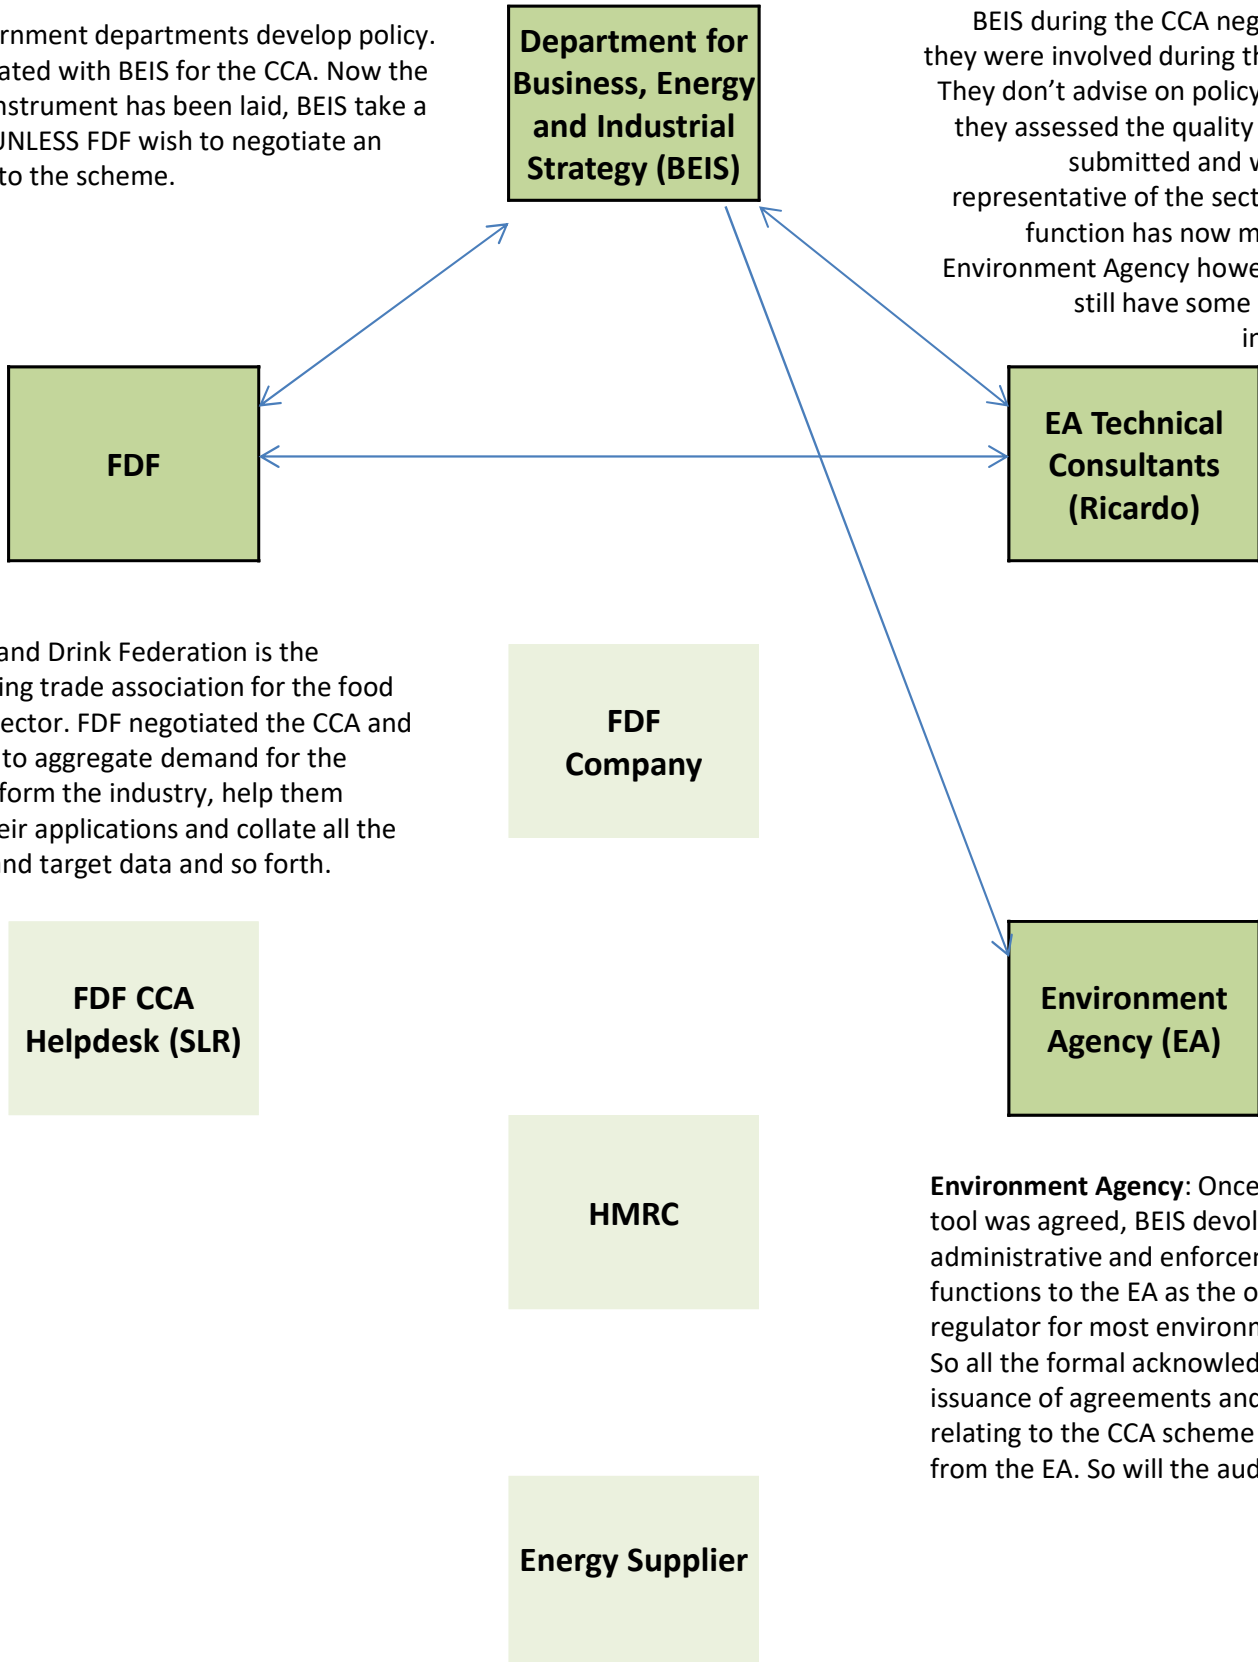 ernment departments develop policy.
ated with BEIS for the CCA. Now the
nstrument has been laid, BEIS take a
UNLESS FDF wish to negotiate an
to the scheme.
Department for
Business, Energy
and Industrial
Strategy (BEIS)
BEIS during the CCA neg
they were involved during th
They don’t advise on policy
they assessed the quality
submitted and v
representative of the sect
function has now m
Environment Agency howe
still have some
in
FDF
EA Technical
Consultants
(Ricardo)
and Drink Federation is the
ing trade association for the food
ector. FDF negotiated the CCA and
to aggregate demand for the
form the industry, help them
eir applications and collate all the
and target data and so forth.
FDF
Company
FDF CCA
Helpdesk (SLR)
Environment
Agency (EA)
HMRC
Environment Agency: Once
tool was agreed, BEIS devol
administrative and enforcer
functions to the EA as the o
regulator for most environn
So all the formal acknowled
issuance of agreements and
relating to the CCA scheme
from the EA. So will the aud
Energy Supplier